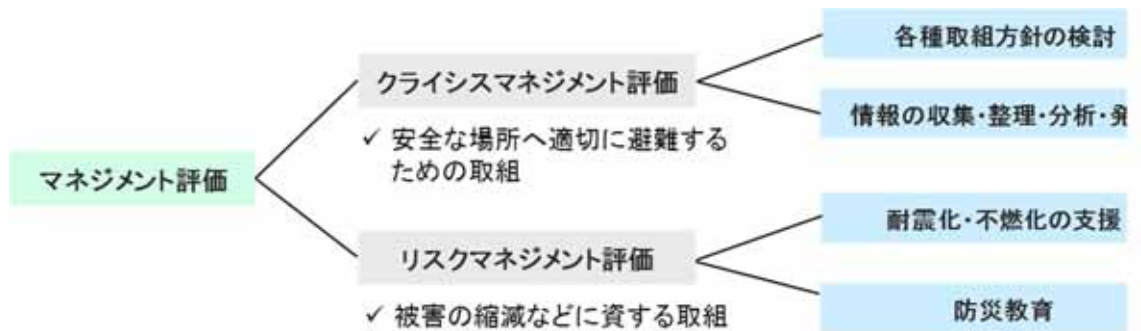 各種取組方針の検討
クライシスマネジメント評価
情報の収集・整理・分析・発
✓ 安全な場所へ適切に避難する
ための取組
マネジメント評価
耐震化・不燃化の支援
リスクマネジメント評価
防災教育
✓ 被害の縮減などに資する取組